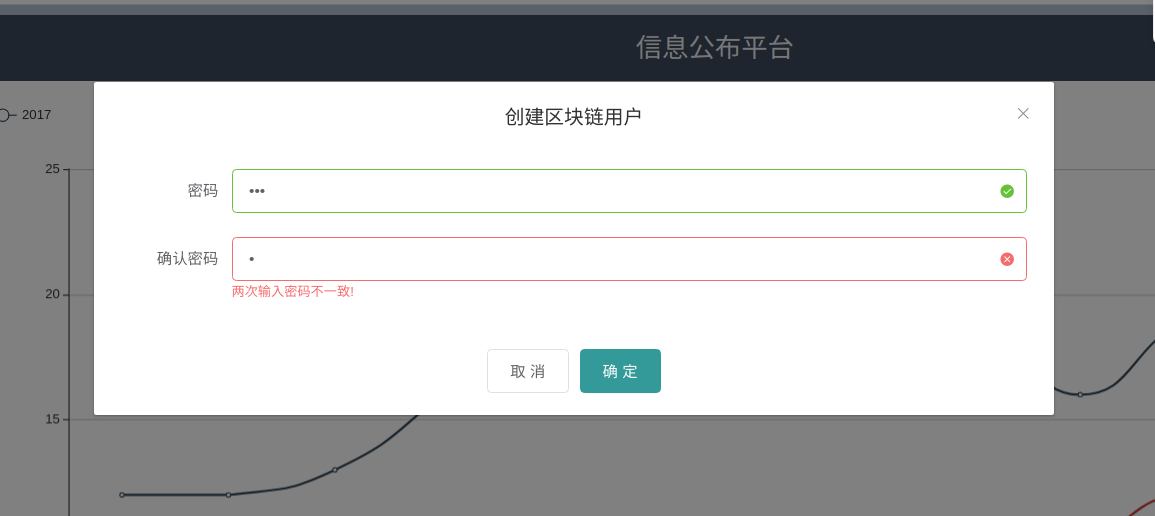 信息公布平台
2017
创建区块链用户
25
密码 •••
确认密码 •
两次输入密码不一致!
20
取 消 确 定
15